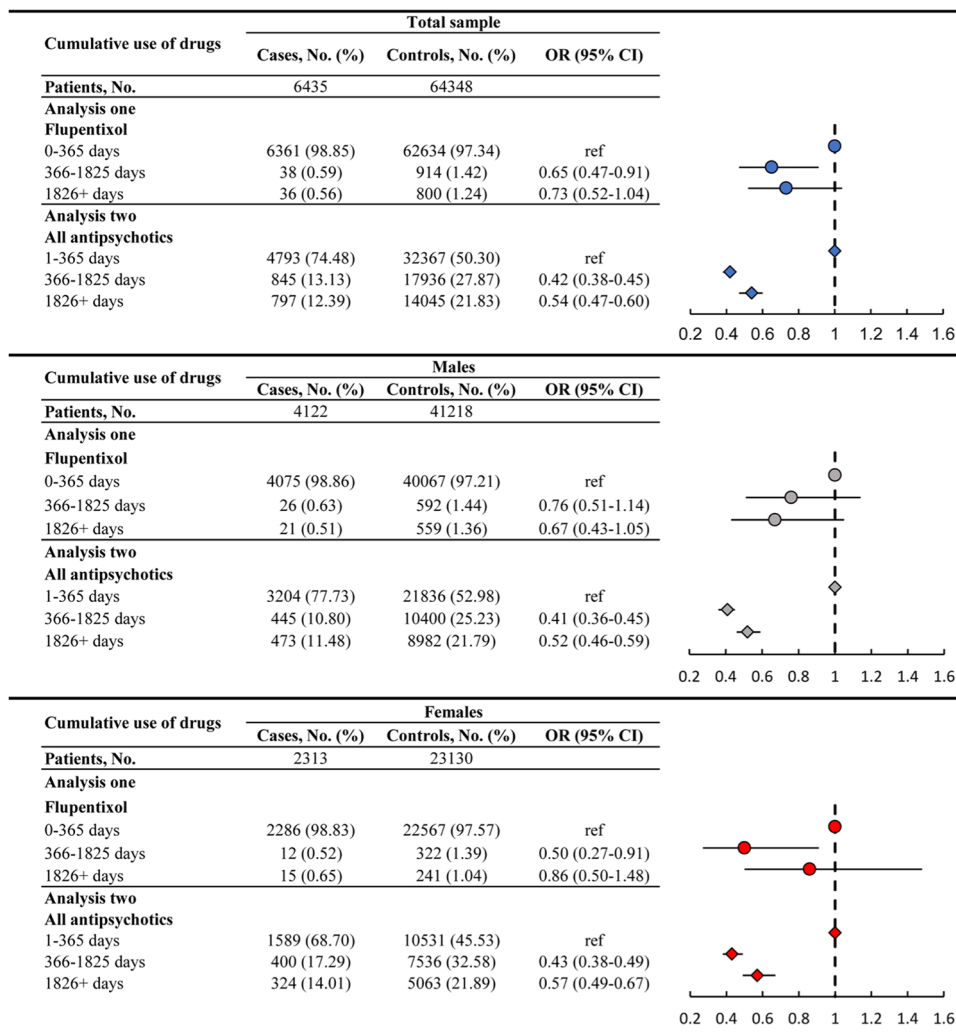 Total sample
Cumulative use of drugs
Cases, No. (%) Controls, No. (%) OR (95% CI)
Patients, No. 6435 64348
Analysis one
Flupentixol
0-365 days 6361 (98.85) 62634 (97.34) ref
366-1825 days 38 (0.59) 914 (1.42) 0.65 (0.47-0.91)
1826+ days 36 (0.56) 800 (1.24) 0.73 (0.52-1.04)
Analysis two
All antipsychotics
1-365 days 4793 (74.48) 32367 (50.30) ref
366-1825 days 845 (13.13) 17936 (27.87) 0.42 (0.38-0.45)
1826+ days 797 (12.39) 14045 (21.83) 0.54 (0.47-0.60)
0.2 0.4 0.6 0.8 1 1.2 1.4 1.6
Males
Cumulative use of drugs
Cases, No. (%) Controls, No. (%) OR (95% CI)
Patients, No. 4122 41218
Analysis one
Flupentixol
0-365 days 4075 (98.86) 40067 (97.21) ref
366-1825 days 26 (0.63) 592 (1.44) 0.76 (0.51-1.14)
1826+ days 21 (0.51) 559 (1.36) 0.67 (0.43-1.05)
Analysis two
All antipsychotics
1-365 days 3204 (77.73) 21836 (52.98) ref
366-1825 days 445 (10.80) 10400 (25.23) 0.41 (0.36-0.45)
1826+ days 473 (11.48) 8982 (21.79) 0.52 (0.46-0.59)
0.2 0.4 0.6 0.8 1 1.2 1.4 1.6
Females
Cumulative use of drugs
Cases, No. (%) Controls, No. (%) OR (95% CI)
Patients, No. 2313 23130
Analysis one
Flupentixol
0-365 days 2286 (98.83) 22567 (97.57) ref
366-1825 days 12 (0.52) 322 (1.39) 0.50 (0.27-0.91)
1826+ days 15 (0.65) 241 (1.04) 0.86 (0.50-1.48)
Analysis two
All antipsychotics
1-365 days 1589 (68.70) 10531 (45.53) ref
366-1825 days 400 (17.29) 7536 (32.58) 0.43 (0.38-0.49)
1826+ days 324 (14.01) 5063 (21.89) 0.57 (0.49-0.67)
0.2 0.4 0.6 0.8 1 1.2 1.4 1.6